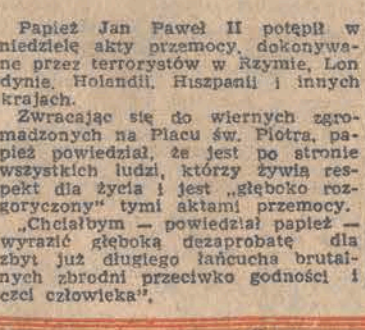 Papież Jan Paweł II potępił w
niedzielę akty przemocy, dokonywa-
ne przez terrorystów w Rzymie, Lon
dynie, Holandii, Hiszpanii i innych
krajach.
Zwracając się do wiernych zgro-
madzonych na Placu św. Piotra, pa-
pież powiedział, że jest po stronie
wszystkich ludzi, którzy żywią res-
pekt dla życia i jest „głęboko roz-
goryczony” tymi aktami przemocy.
„Chciałbym — powiedział papież —
wyrazić głęboką dezaprobatę dla
zbyt już długiego łańcucha brutal-
nych zbrodni przeciwko godności i
czci człowieka”.